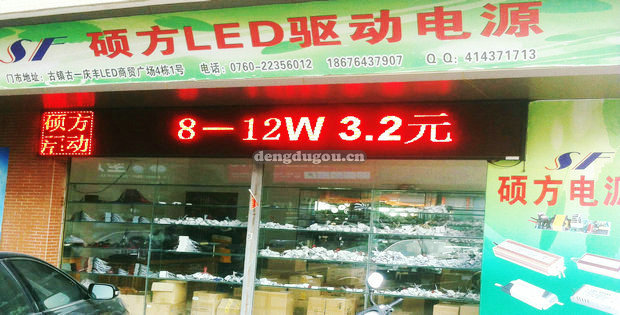 SF 硕方LED驱动电源
门市地址：古镇古一庆丰LED商贸广场4栋1号 电话：0760-22356012 18676437907 QQ：414371713
硕方
8－12W 3.2元
动
dengdugou.cn
SF
硕方电源